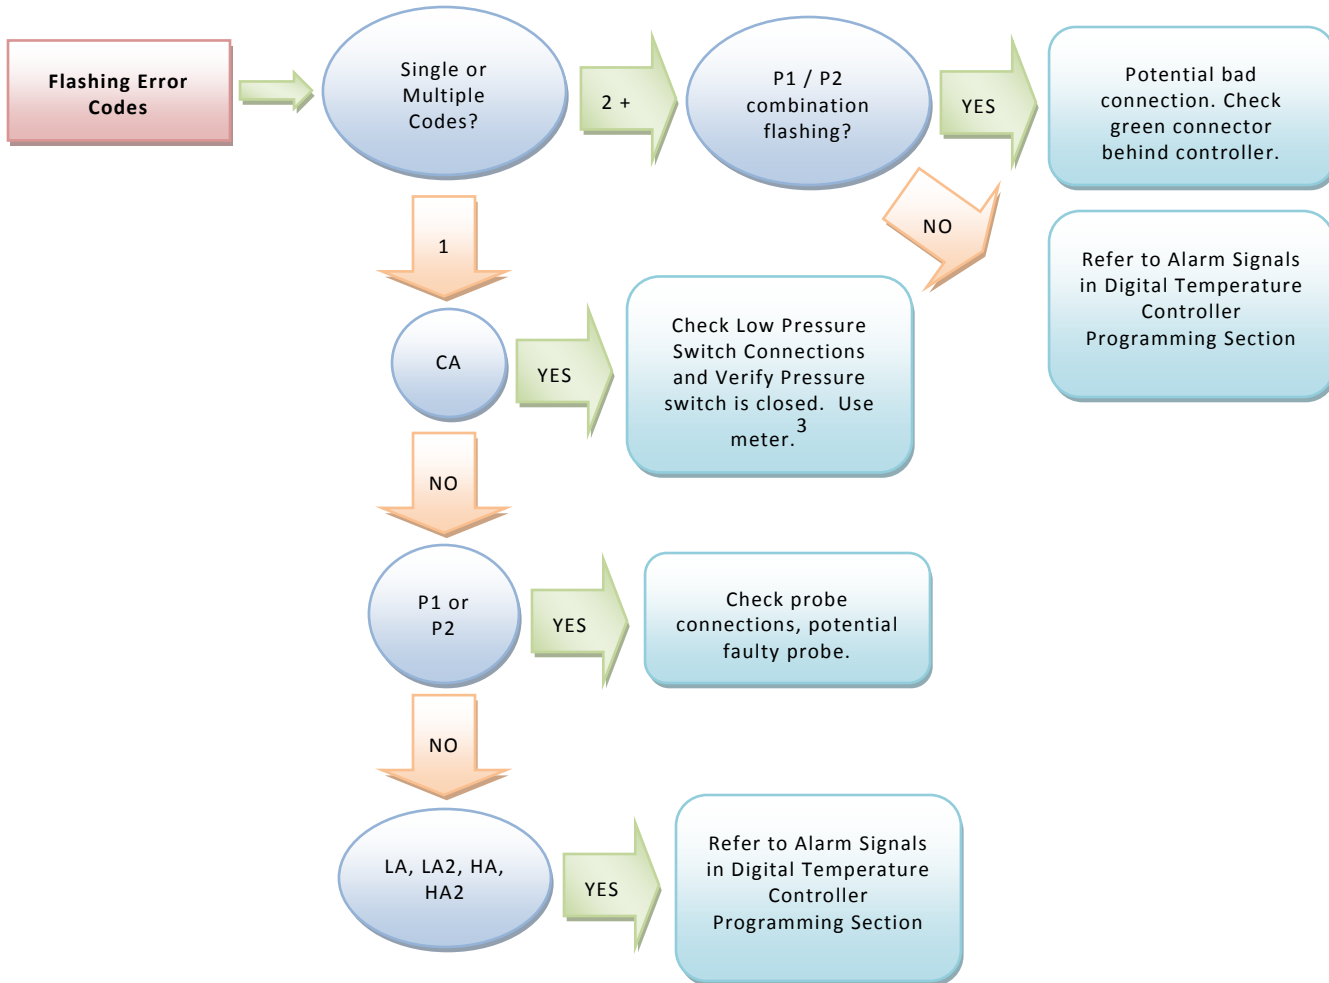 Flashing Error
Codes
Single or
Multiple
Codes?
2 +
P1 / P2
combination
flashing?
YES
Potential bad
connection. Check
green connector
behind controller.
NO
Refer to Alarm Signals
in Digital Temperature
Controller
Programming Section
1
CA
YES
Check Low Pressure
Switch Connections
and Verify Pressure
switch is closed. Use
meter.3
NO
P1 or
P2
YES
Check probe
connections, potential
faulty probe.
NO
LA, LA2, HA,
HA2
YES
Refer to Alarm Signals
in Digital Temperature
Controller
Programming Section